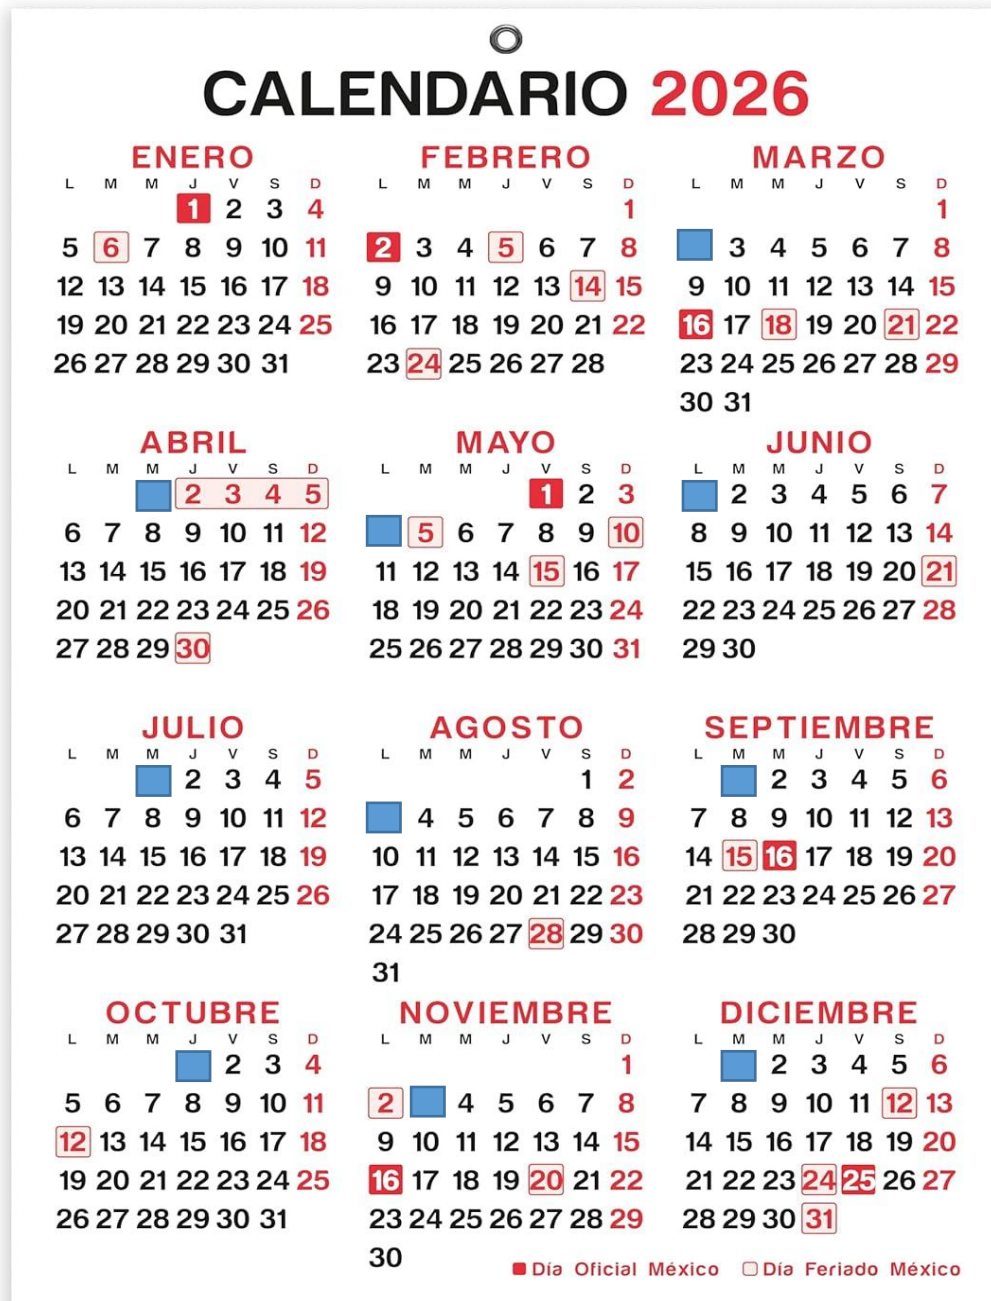 CALENDARIO 2026
ENERO FEBRERO MARZO
L M M J V S D L M M J V S D L M M J V S D
1 2 3 4 1 1
5 6 7 8 9 10 11 2 3 4 5 6 7 8 3 4 5 6 7 8
12 13 14 15 16 17 18 9 10 11 12 13 14 15 9 10 11 12 13 14 15
19 20 21 22 23 24 25 16 17 18 19 20 21 22 16 17 18 19 20 21 22
26 27 28 29 30 31 23 24 25 26 27 28 23 24 25 26 27 28 29
30 31
ABRIL MAYO JUNIO
L M M J V S D L M M J V S D L M M J V S D
2 3 4 5 1 2 3 2 3 4 5 6 7
6 7 8 9 10 11 12 5 6 7 8 9 10 8 9 10 11 12 13 14
13 14 15 16 17 18 19 11 12 13 14 15 16 17 15 16 17 18 19 20 21
20 21 22 23 24 25 26 18 19 20 21 22 23 24 22 23 24 25 26 27 28
27 28 29 30 25 26 27 28 29 30 31 29 30
JULIO AGOSTO SEPTIEMBRE
L M M J V S D L M M J V S D L M M J V S D
2 3 4 5 1 2 2 3 4 5 6
6 7 8 9 10 11 12 4 5 6 7 8 9 7 8 9 10 11 12 13
13 14 15 16 17 18 19 10 11 12 13 14 15 16 14 15 16 17 18 19 20
20 21 22 23 24 25 26 17 18 19 20 21 22 23 21 22 23 24 25 26 27
27 28 29 30 31 24 25 26 27 28 29 30 28 29 30
31
OCTUBRE NOVIEMBRE DICIEMBRE
L M M J V S D L M M J V S D L M M J V S D
2 3 4 1 2 3 4 5 6
5 6 7 8 9 10 11 2 4 5 6 7 8 7 8 9 10 11 12 13
12 13 14 15 16 17 18 9 10 11 12 13 14 15 14 15 16 17 18 19 20
19 20 21 22 23 24 25 16 17 18 19 20 21 22 21 22 23 24 25 26 27
26 27 28 29 30 31 23 24 25 26 27 28 29 28 29 30 31
30
Día Oficial México Día Feriado México